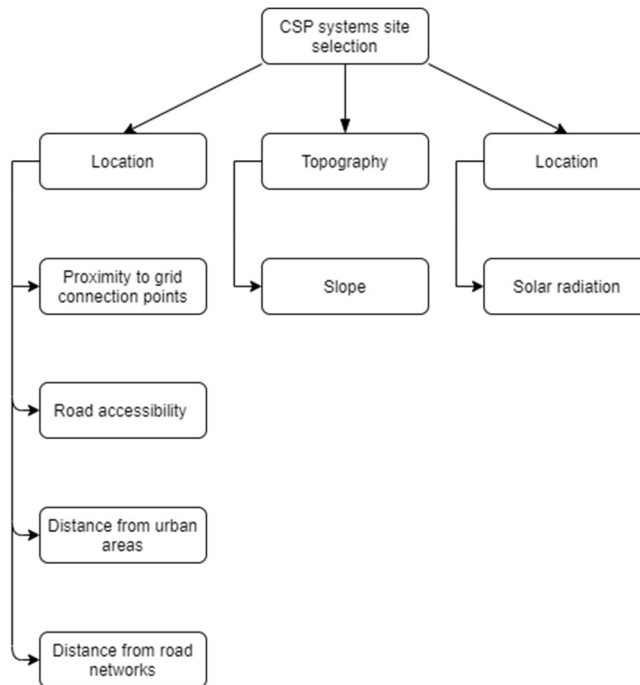 CSP systems site
selection
Location
Topography
Location
Proximity to grid
connection points
Slope
Solar radiation
Road accessibility
Distance from urban
areas
Distance from road
networks